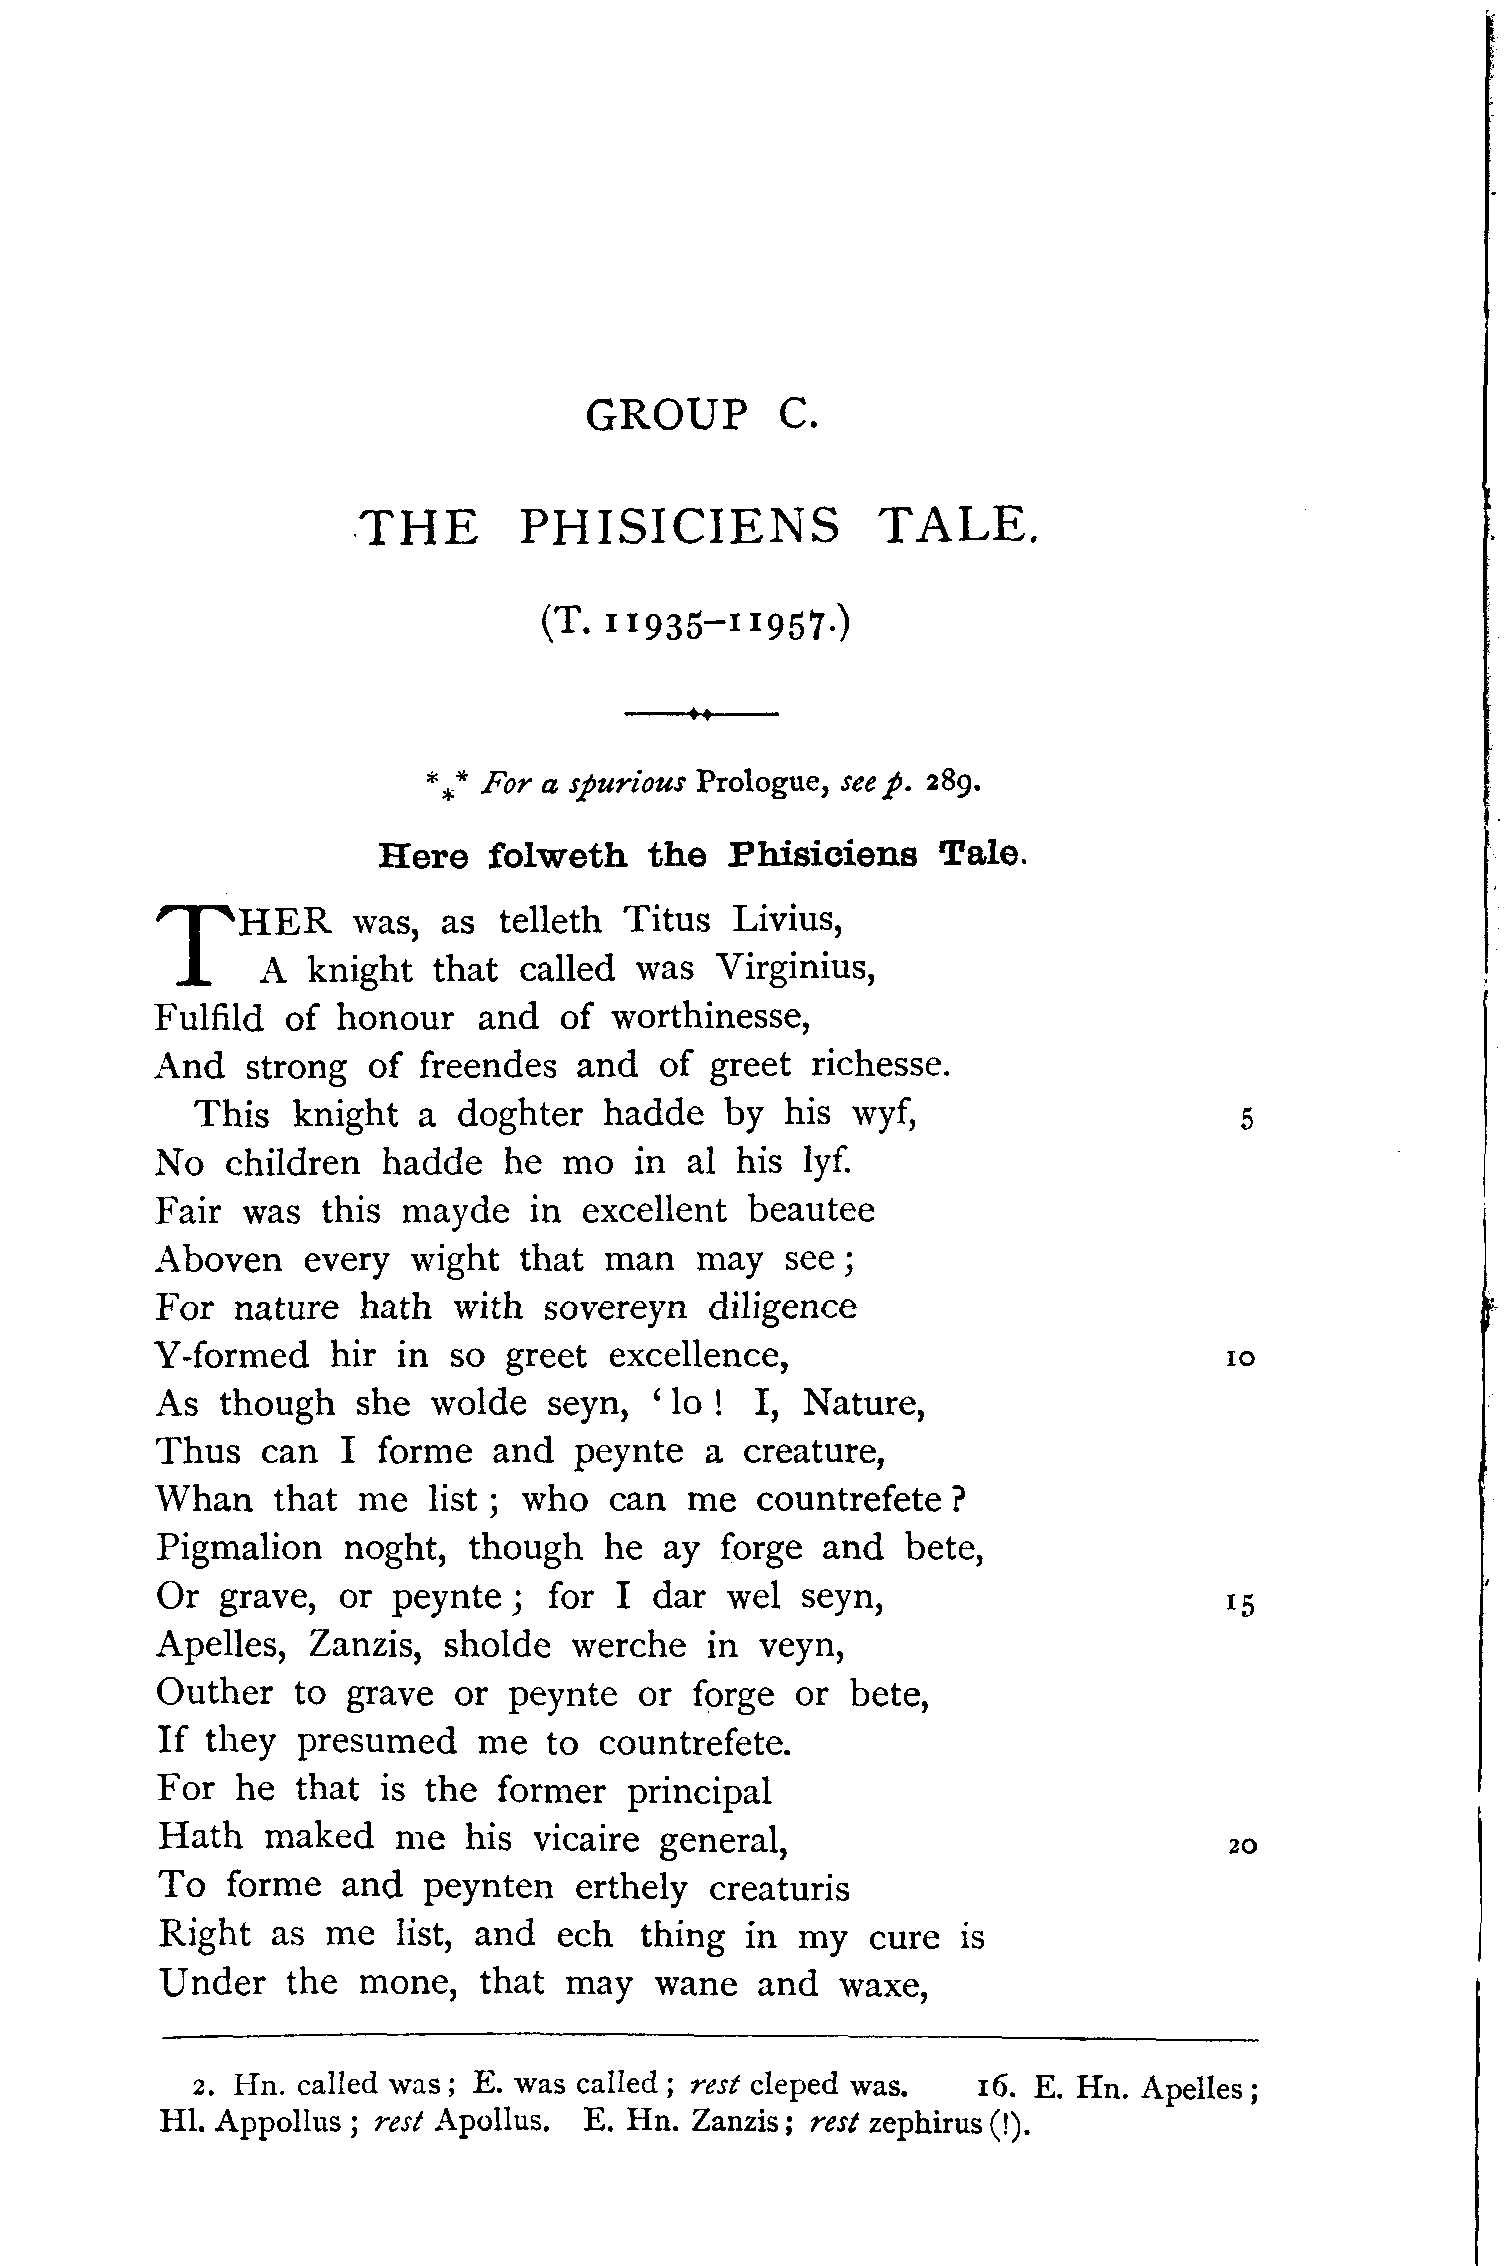 GROUP C.
THE PHISICIENS TALE.
(T. 11935–11957.)
*⁎* For a spurious Prologue, see p. 289.
Here folweth the Phisiciens Tale.
THER was, as telleth Titus Livius,
A knight that called was Virginius,
Fulfild of honour and of worthinesse,
And strong of freendes and of greet richesse.
This knight a doghter hadde by his wyf, 5
No children hadde he mo in al his lyf.
Fair was this mayde in excellent beautee
Aboven every wight that man may see ;
For nature hath with sovereyn diligence
Y-formed hir in so greet excellence, 10
As though she wolde seyn, ‘ lo ! I, Nature,
Thus can I forme and peynte a creature,
Whan that me list ; who can me countrefete ?
Pigmalion noght, though he ay forge and bete,
Or grave, or peynte ; for I dar wel seyn, 15
Apelles, Zanzis, sholde werche in veyn,
Outher to grave or peynte or forge or bete,
If they presumed me to countrefete.
For he that is the former principal
Hath maked me his vicaire general, 20
To forme and peynten erthely creaturis
Right as me list, and ech thing in my cure is
Under the mone, that may wane and waxe,
2. Hn. called was ; E. was called ; rest cleped was. 16. E. Hn. Apelles ;
Hl. Appollus ; rest Apollus. E. Hn. Zanzis ; rest zephirus (!).